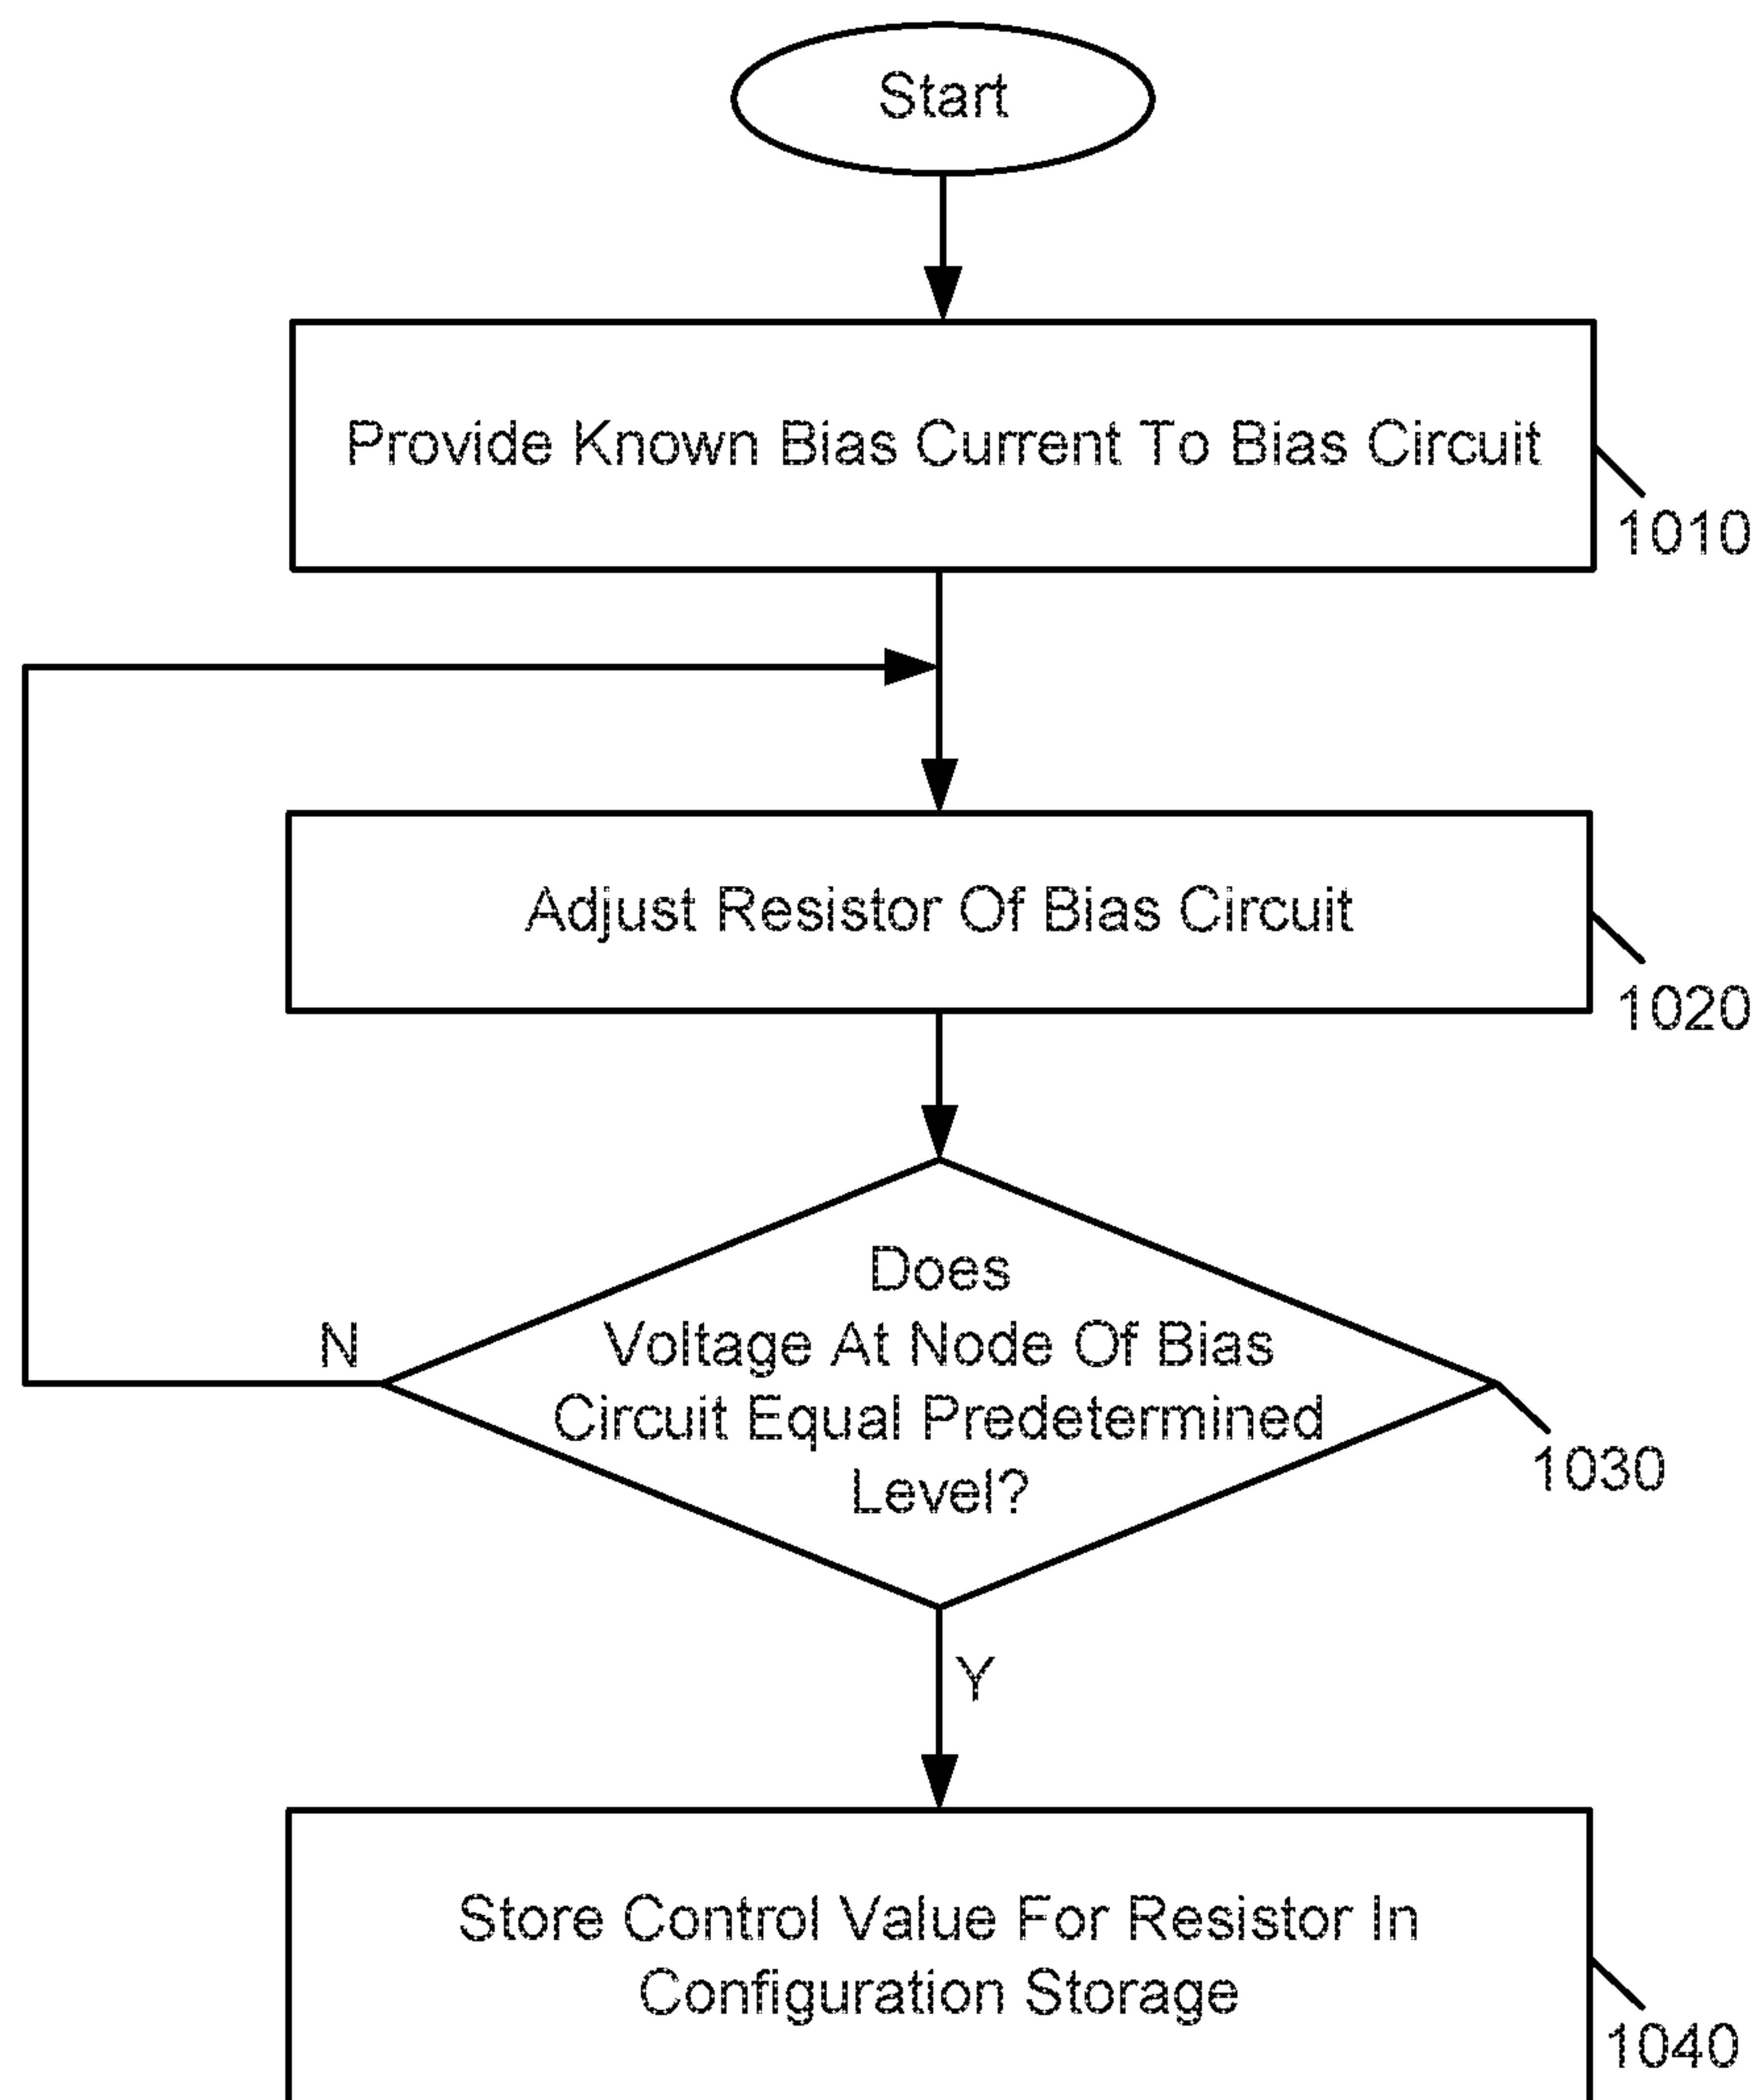 Start
Provide Known Bias Current To Bias Circuit
1010
Adjust Resistor Of Bias Circuit
1020
Does
Voltage At Node Of Bias
Circuit Equal Predetermined
Level?
N
1030
Y
Store Control Value For Resistor In
Configuration Storage
1040